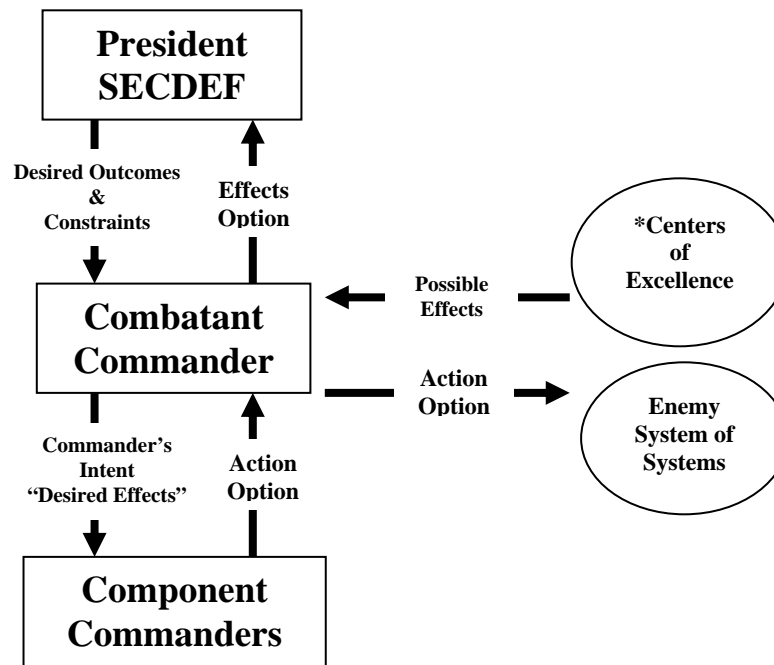 President
SECDEF
Desired Outcomes
&
Constraints
Effects
Option
*Centers
of
Excellence
Possible
Effects
Combatant
Commander
Action
Option
Enemy
System of
Systems
Commander’s
Intent
“Desired Effects”
Action
Option
Component
Commanders